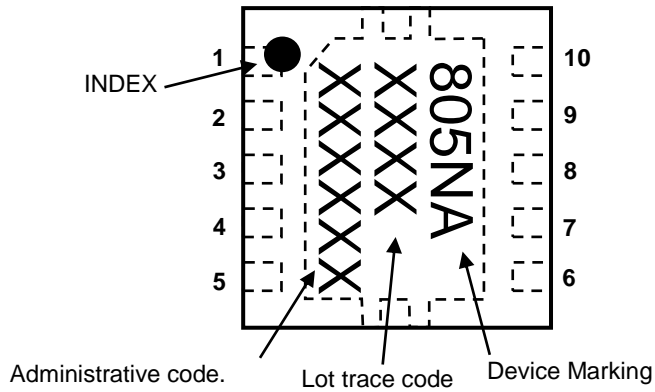 1
INDEX
2
3
4
5
10
9
8
7
6
805NA
XXXX
XXXXXX
Administrative code.
Lot trace code
Device Marking